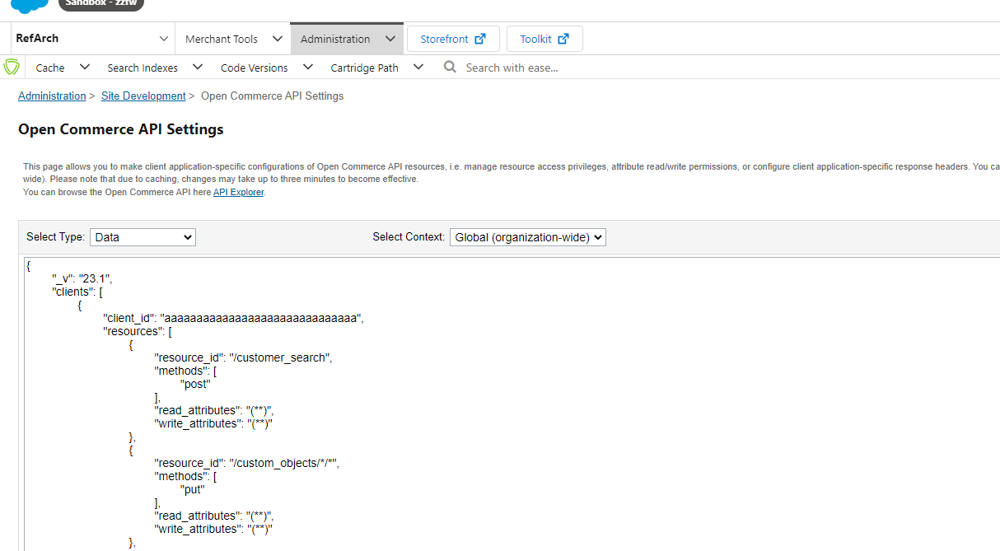 Sandbox - zzfw
RefArch
Merchant Tools
Administration
Storefront
Toolkit
Cache
Search Indexes
Code Versions
Cartridge Path
Search with ease...
Administration > Site Development > Open Commerce API Settings
Open Commerce API Settings
This page allows you to make client application-specific configurations of Open Commerce API resources, i.e. manage resource access privileges, attribute read/write permissions, or configure client application-specific response headers. You ca
wide). Please note that due to caching, changes may take up to three minutes to become effective.
You can browse the Open Commerce API here API Explorer.
Select Type: Data
Select Context: Global (organization-wide)
{
"_v": "23.1",
"clients": [
{
"client_id": "aaaaaaaaaaaaaaaaaaaaaaaaaaaaaa",
"resources": [
{
"resource_id": "/customer_search",
"methods": [
"post"
],
"read_attributes": "(**)",
"write_attributes": "(**)"
},
{
"resource_id": "/custom_objects/*/*",
"methods": [
"put"
],
"read_attributes": "(**)",
"write_attributes": "(**)"
},